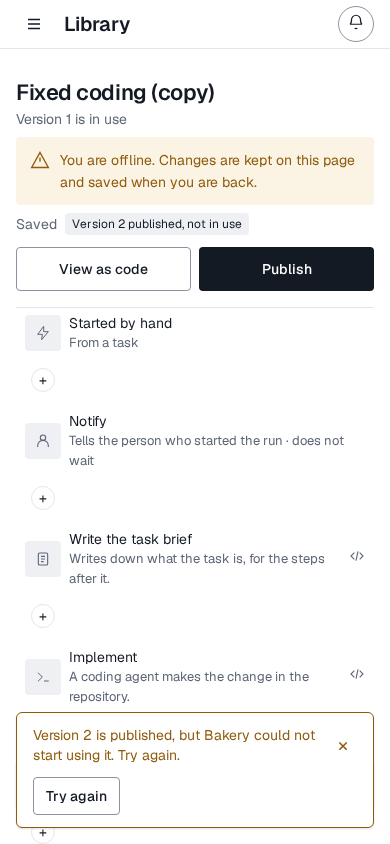 Library
Fixed coding (copy)
Version 1 is in use
You are offline. Changes are kept on this page
and saved when you are back.
Saved
Version 2 published, not in use
View as code
Publish
Started by hand
From a task
+
Notify
Tells the person who started the run · does not
wait
+
Write the task brief
Writes down what the task is, for the steps
after it.
+
Implement
A coding agent makes the change in the
repository.
Version 2 is published, but Bakery could not
start using it. Try again.
Try again
+